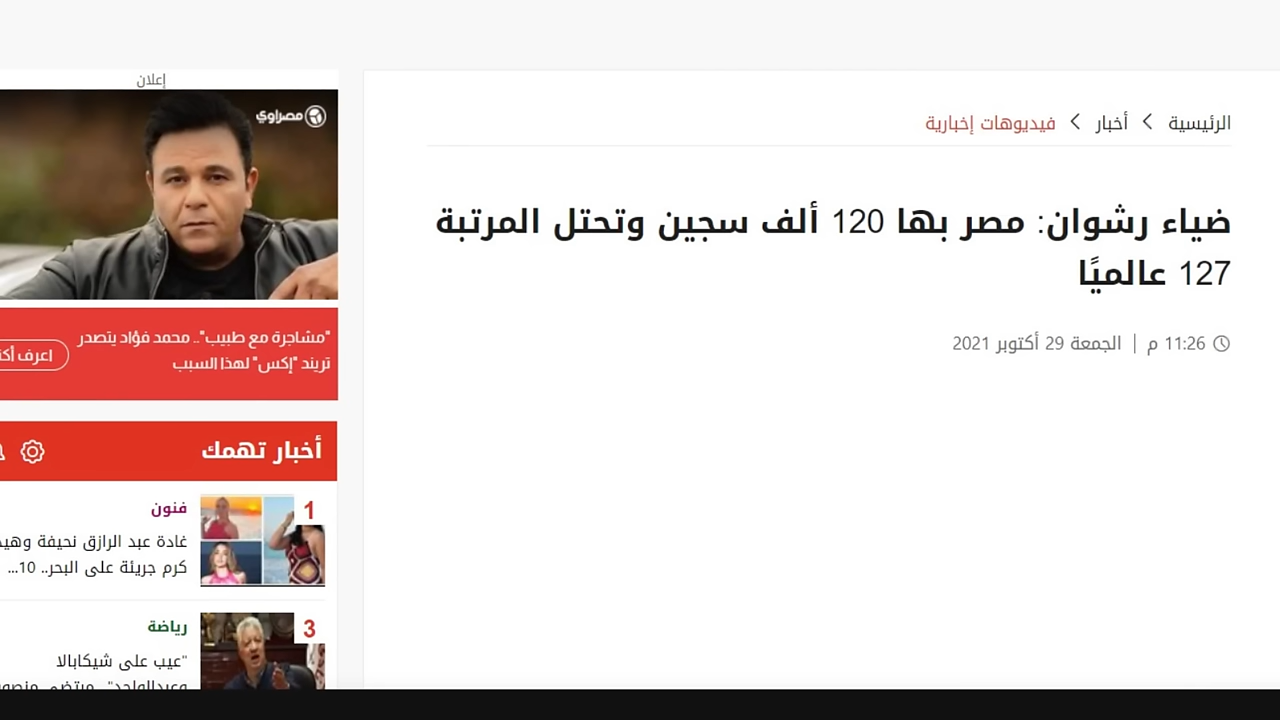 الرئيسية
أخبار
فيديوهات إخبارية
ضياء رشوان: مصر بها 120 ألف سجين وتحتل المرتبة
127 عالميًا
11:26 م | الجمعة 29 أكتوبر 2021
إعلان
مصراوي
"مشاجرة مع طبيب".. محمد فؤاد يتصدر
تريند "إكس" لهذا السبب
اعرف
أخبار تهمك
1
فنون
غادة عبد الرازق نحيفة
كرم جريئة على البحر.. 10...
3
رياضة
"عيب على شيكابالا